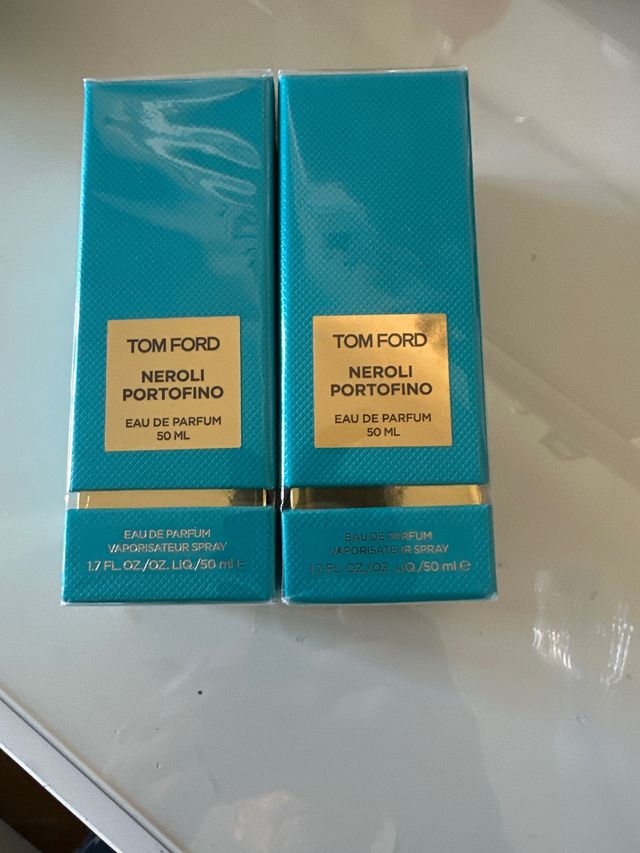 TOM FORD
NEROLI
PORTOFINO
EAU DE PARFUM
50 ML
EAU DE PARFUM
VAPORISATEUR SPRAY
1.7 FL. OZ./OZ. LIQ./50 ml e
TOM FORD
NEROLI
PORTOFINO
EAU DE PARFUM
50 ML
EAU DE PARFUM
VAPORISATEUR SPRAY
1.7 FL. OZ./OZ. LIQ./50 ml e